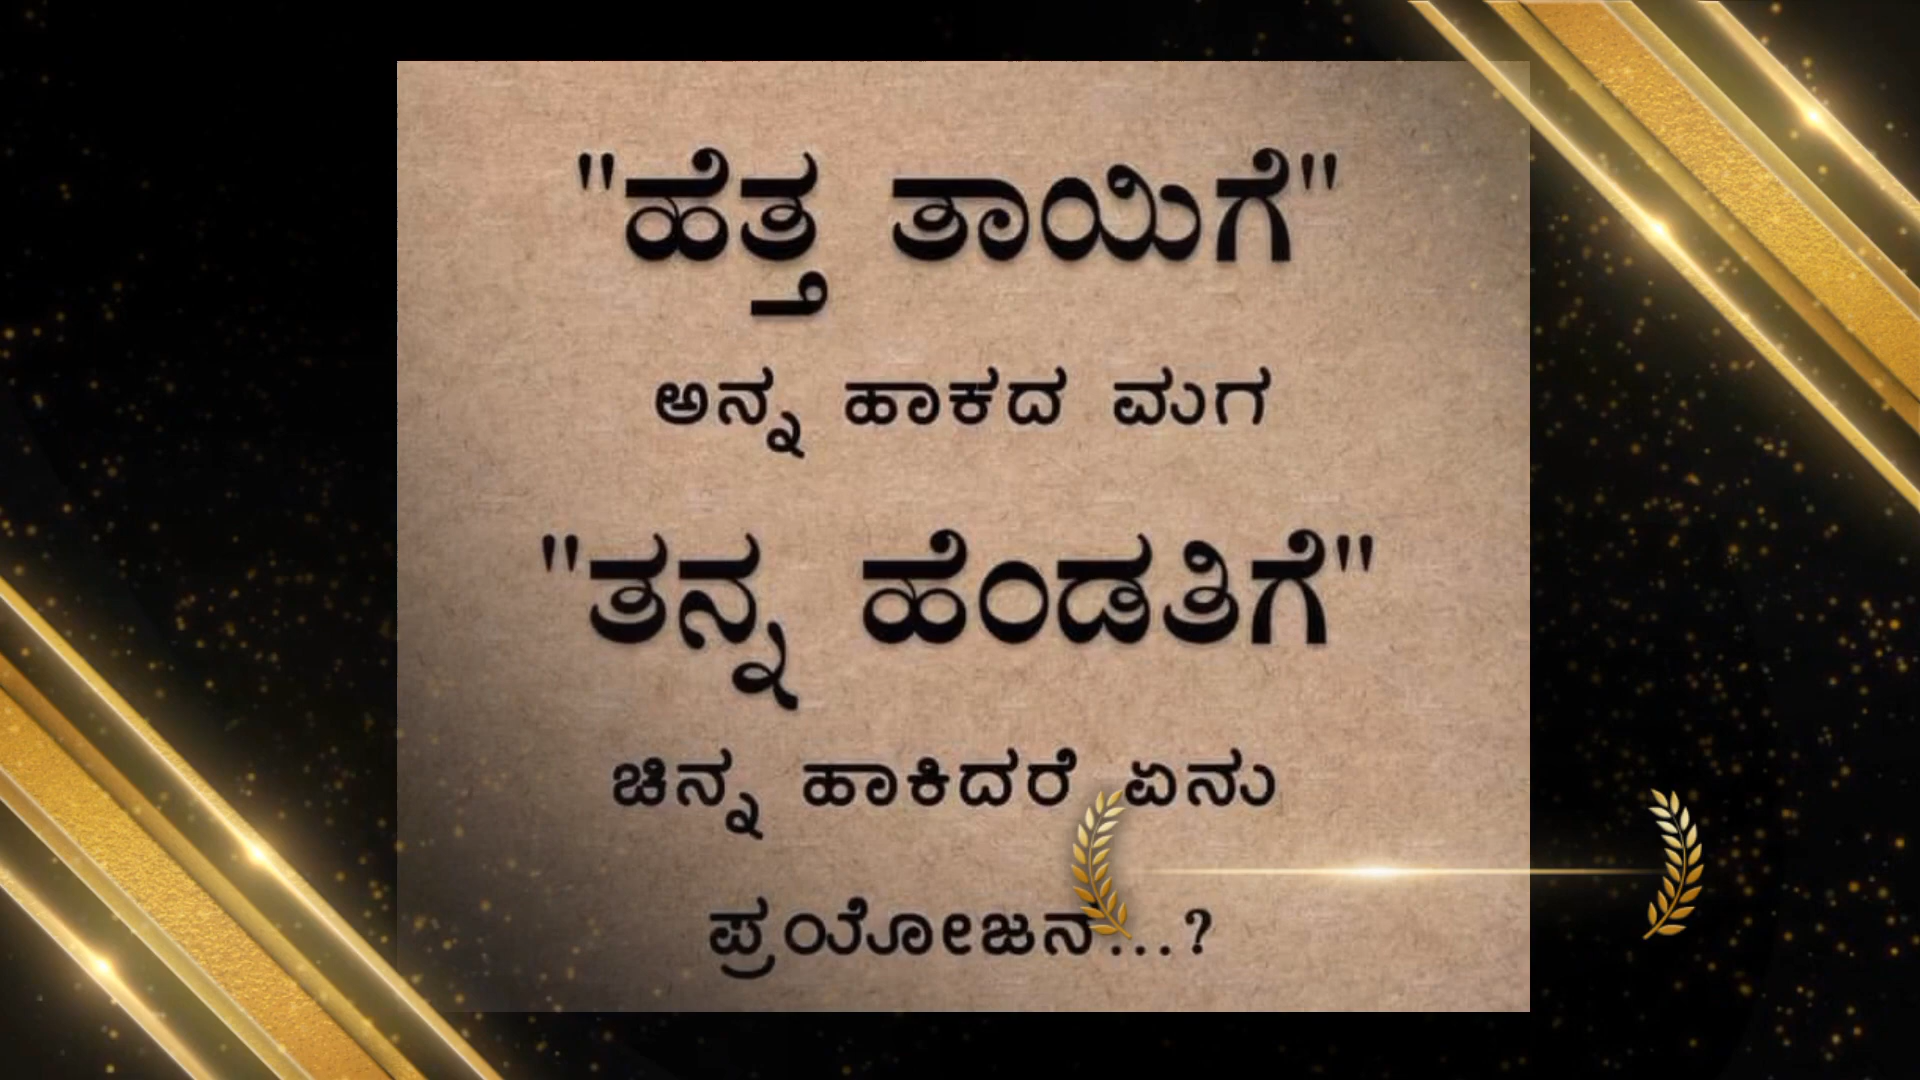 "ಹೆತ್ತ ತಾಯಿಗೆ"
ಅನ್ನ ಹಾಕದ ಮಗ
"ತನ್ನ ಹೆಂಡತಿಗೆ"
ಚಿನ್ನ ಹಾಕಿದರೆ ಏನು
ಪ್ರಯೋಜನ...?